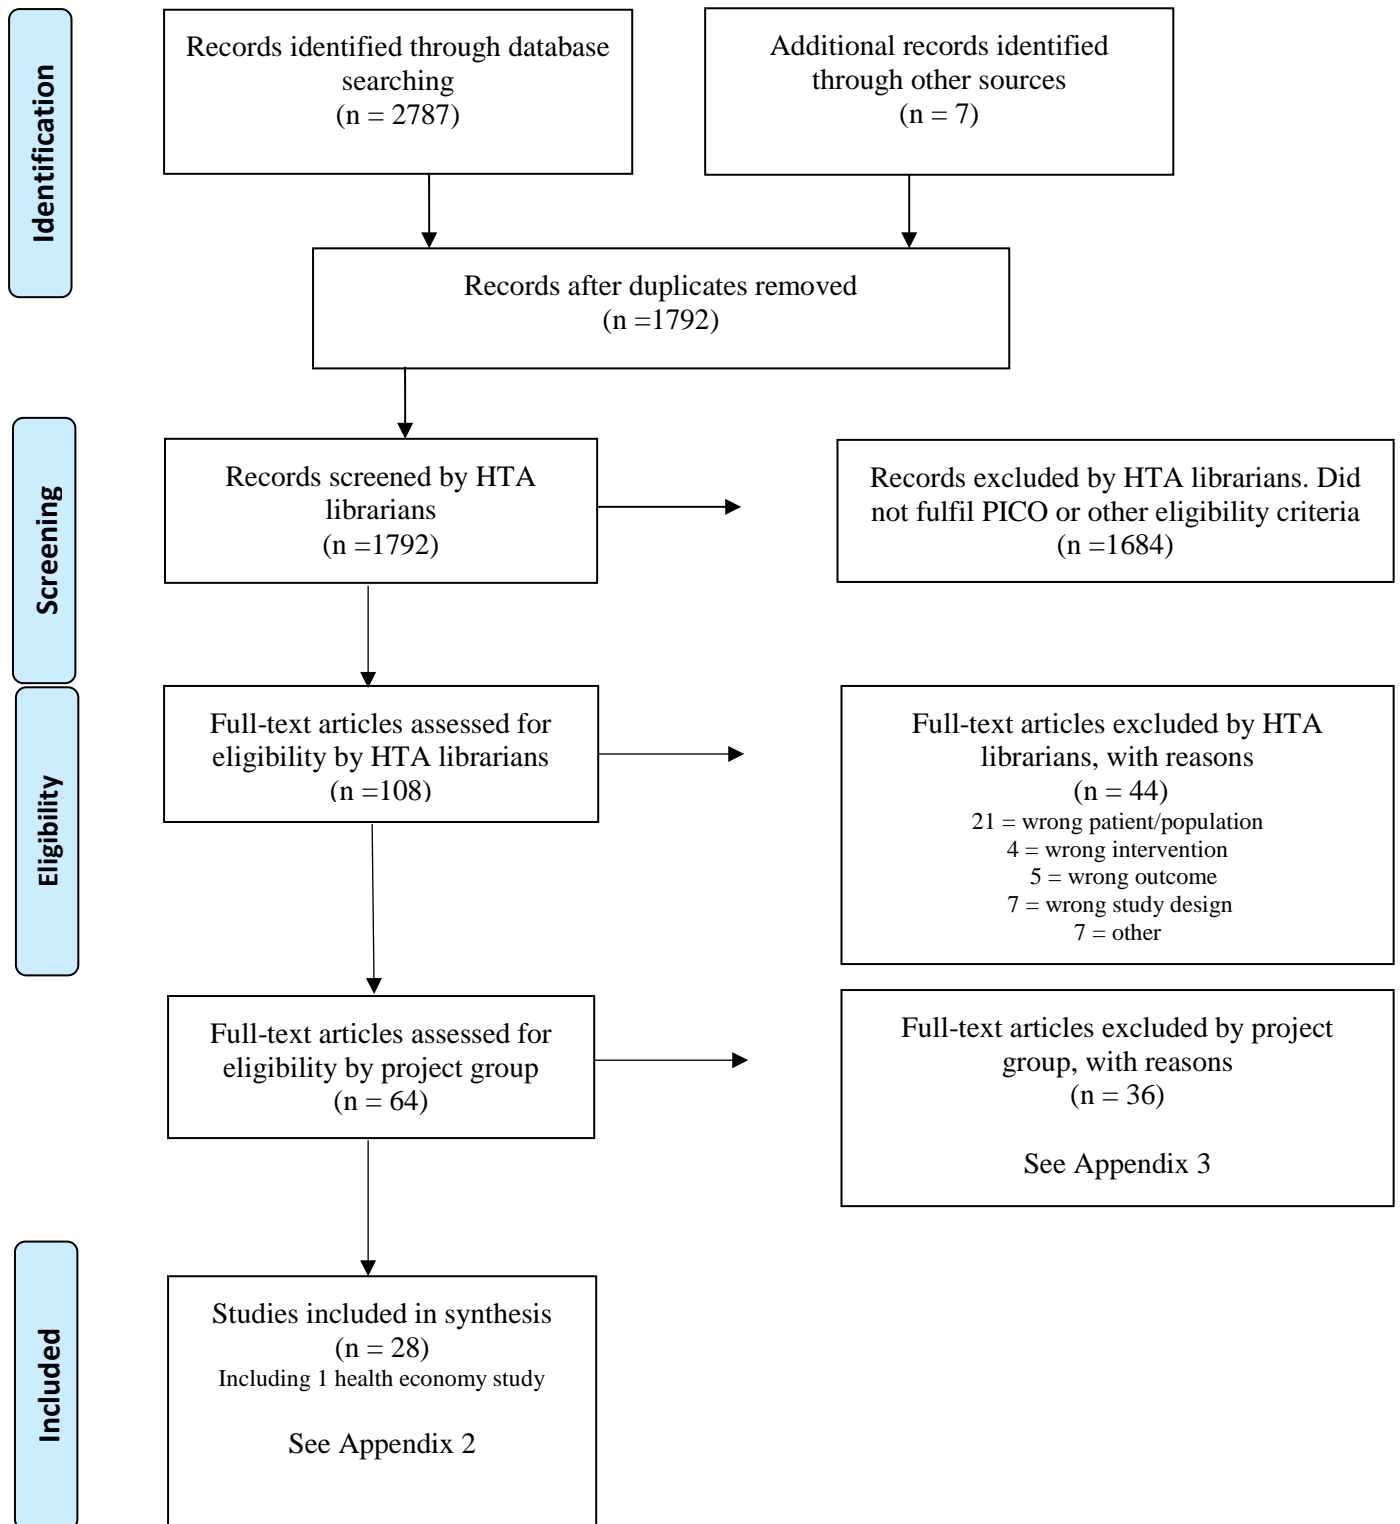 Identification
Records identified through database
searching
(n = 2787)
Additional records identified
through other sources
(n = 7)
Records after duplicates removed
(n =1792)
Screening
Records screened by HTA
librarians
(n =1792)
Records excluded by HTA librarians. Did
not fulfil PICO or other eligibility criteria
(n =1684)
Eligibility
Full-text articles assessed for
eligibility by HTA librarians
(n =108)
Full-text articles excluded by HTA
librarians, with reasons
(n = 44)
21 = wrong patient/population
4 = wrong intervention
5 = wrong outcome
7 = wrong study design
7 = other
Full-text articles assessed for
eligibility by project group
(n = 64)
Full-text articles excluded by project
group, with reasons
(n = 36)
See Appendix 3
Included
Studies included in synthesis
(n = 28)
Including 1 health economy study
See Appendix 2